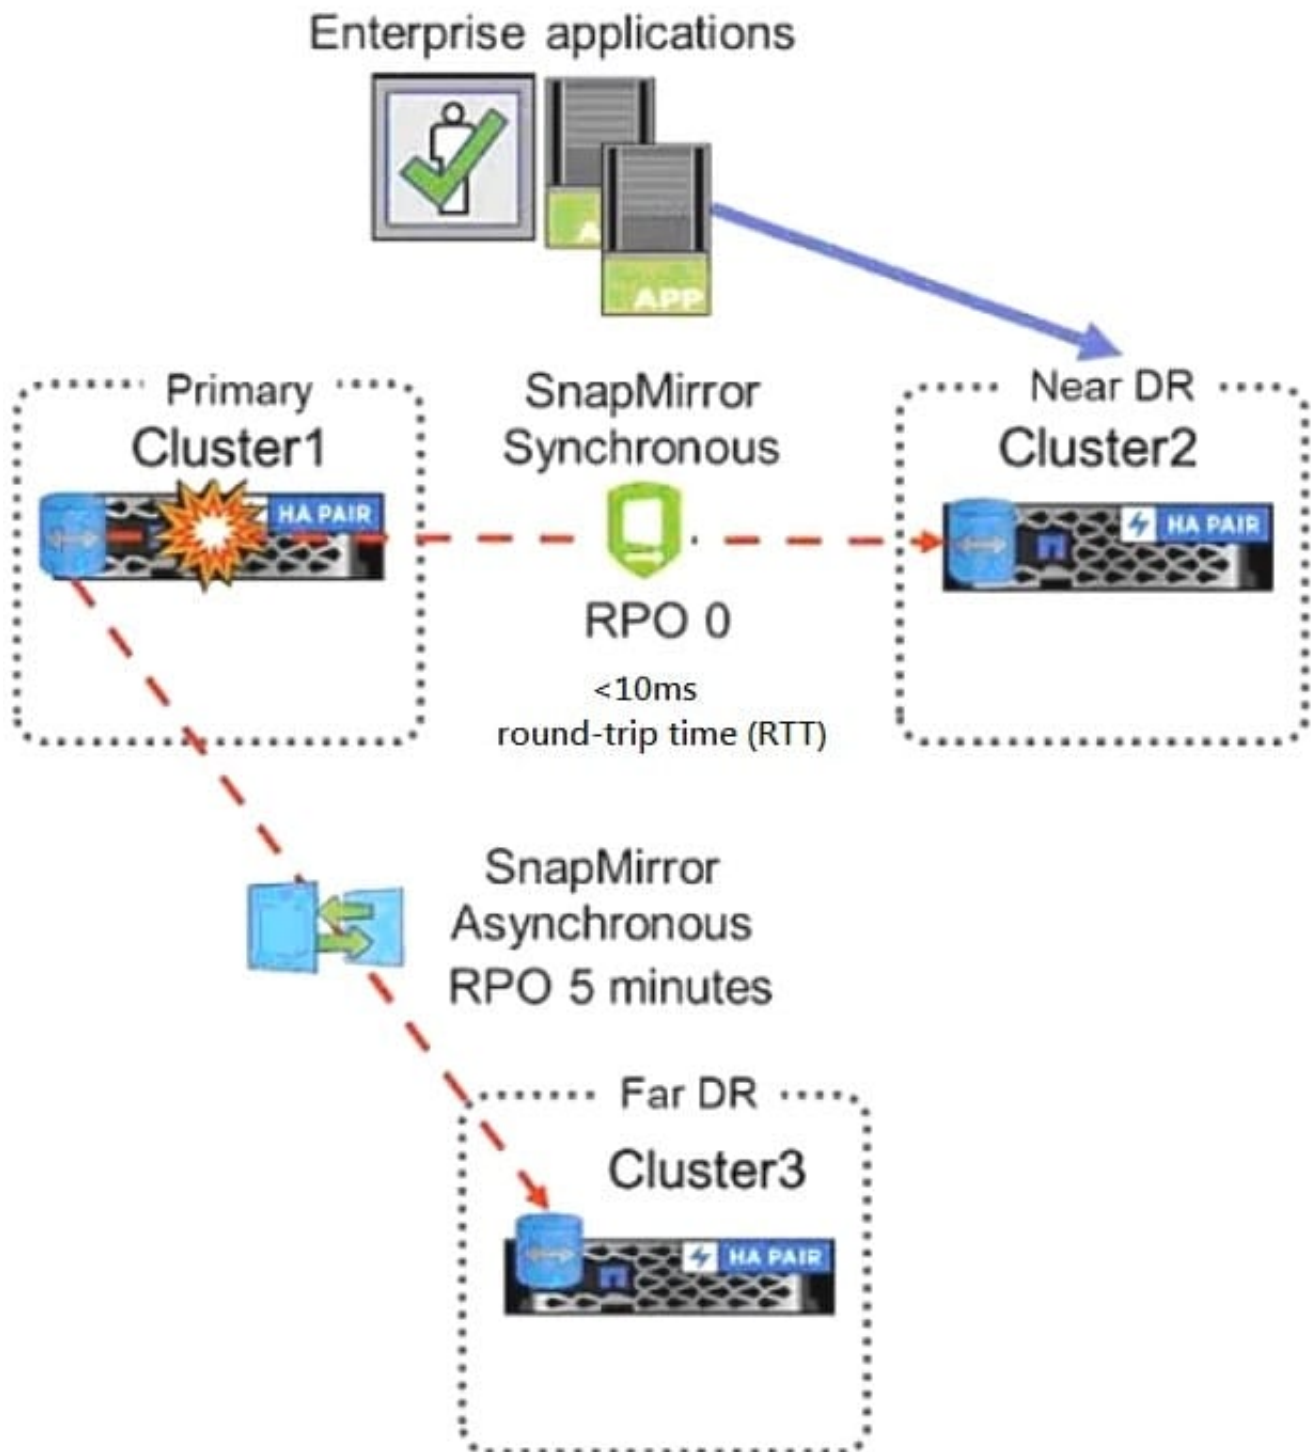 Enterprise applications
A
APP
Primary
Cluster1
HA PAIR
SnapMirror
Synchronous
RPO 0
<10ms
round-trip time (RTT)
Near DR
Cluster2
HA PAIR
SnapMirror
Asynchronous
RPO 5 minutes
Far DR
Cluster3
HA PAIR